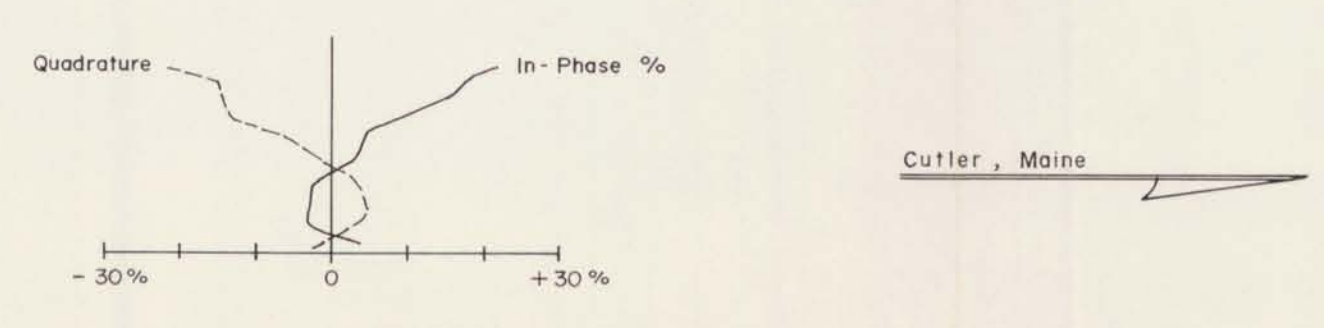 Quadrature
In-Phase %
Cutler, Maine
- 30%
0
+30%